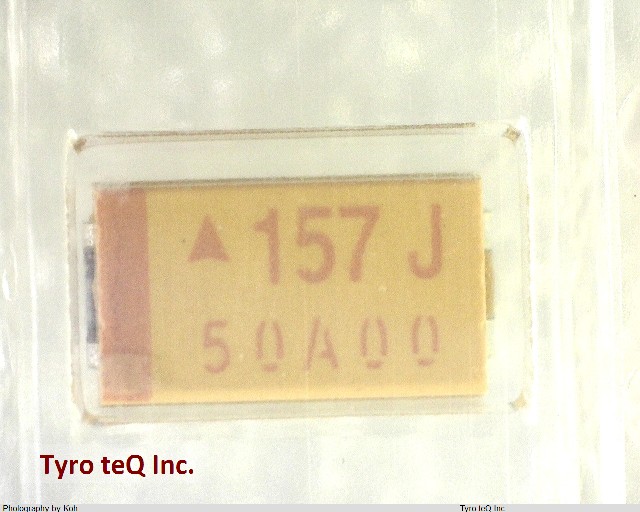 ▲157 J
50A00
Tyro teQ Inc.
Photography by Koh
Tyro teQ Inc